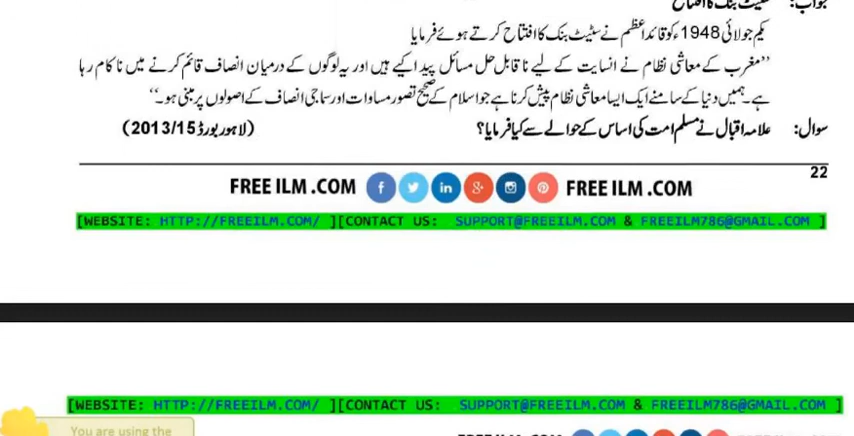 جواب: سٹیٹ بنک کا افتتاح
یکم جولائی 1948ء کو قائداعظم نے سٹیٹ بنک کا افتتاح کرتے ہوئے فرمایا
”مغرب کے معاشی نظام نے انسانیت کے لیے ناقابل حل مسائل پیدا کیے ہیں اور یہ لوگوں کے درمیان انصاف قائم کرنے میں ناکام رہا
ہے۔ ہمیں دنیا کے سامنے ایک ایسا معاشی نظام پیش کرنا ہے جو اسلام کے صحیح تصور مساوات اور سماجی انصاف کے اصولوں پر مبنی ہو۔“
سوال: علامہ اقبال نے مسلم امت کی اساس کے حوالے سے کیا فرمایا؟ (لاہور بورڈ 2013/15)
22
FREE ILM .COM FREE ILM .COM
[WEBSITE: HTTP://FREEILM.COM/ ][CONTACT US: SUPPORT@FREEILM.COM & FREEILM786@GMAIL.COM ]
[WEBSITE: HTTP://FREEILM.COM/ ][CONTACT US: SUPPORT@FREEILM.COM & FREEILM786@GMAIL.COM ]
You are using the